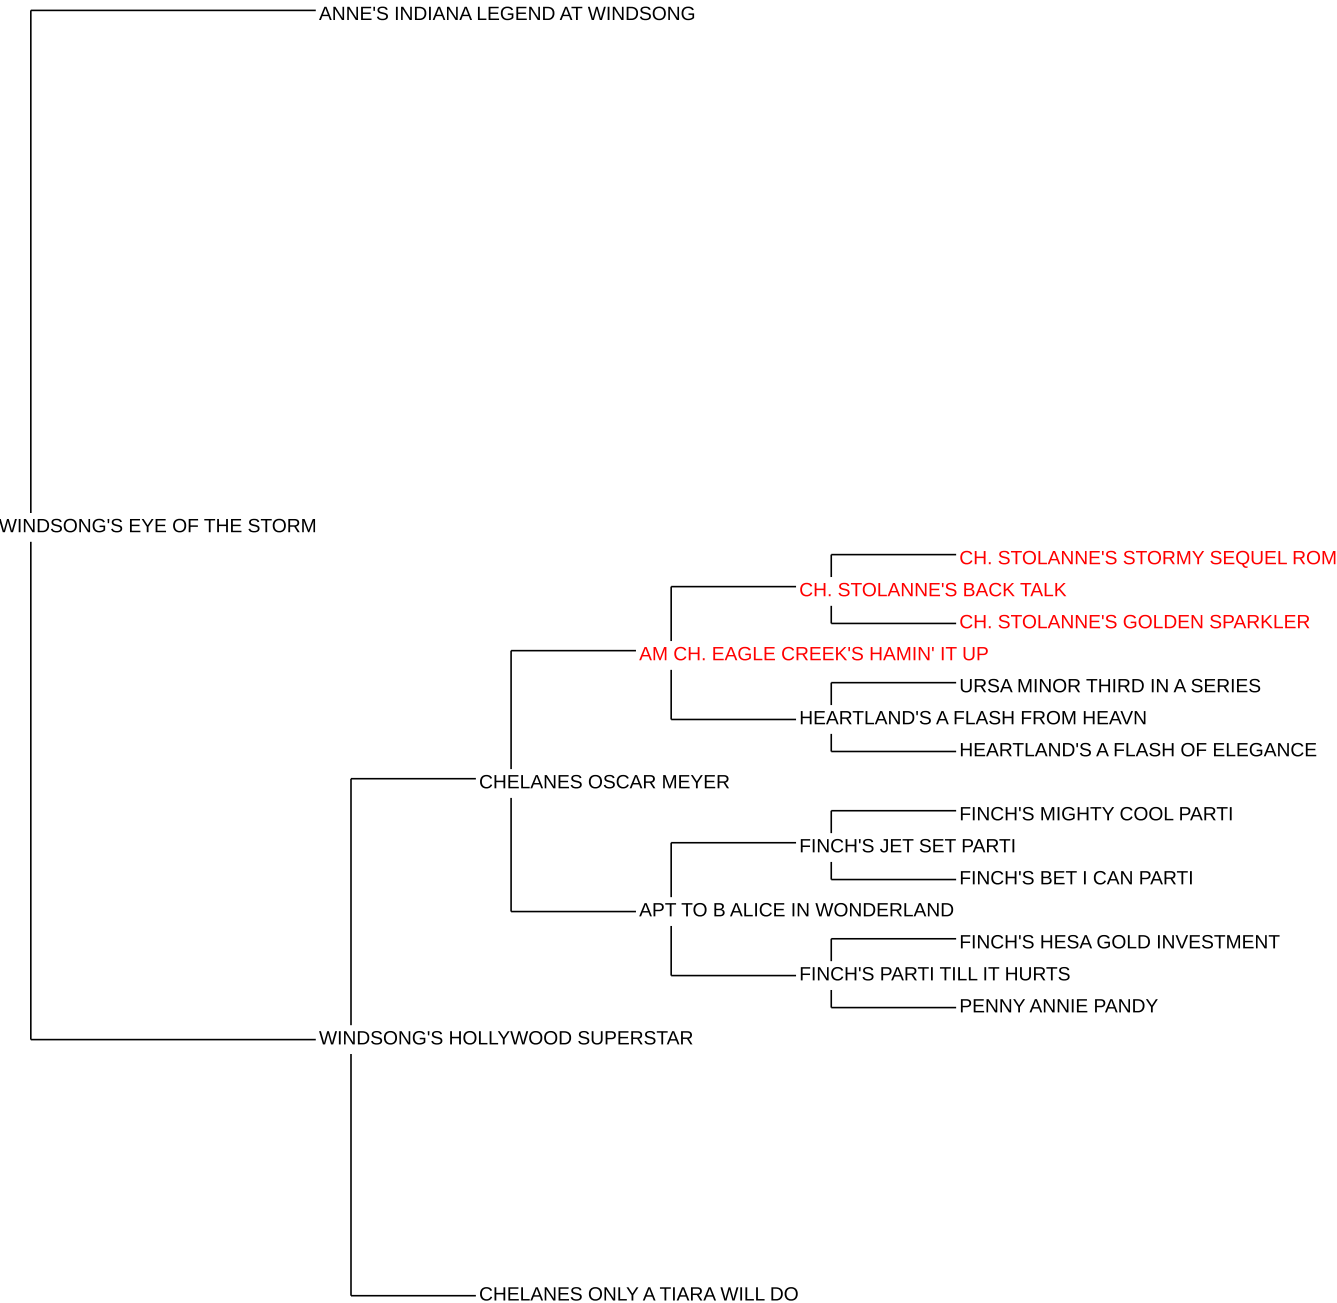 ANNE'S INDIANA LEGEND AT WINDSONG
WINDSONG'S EYE OF THE STORM
CH. STOLANNE'S STORMY SEQUEL ROM
CH. STOLANNE'S BACK TALK
CH. STOLANNE'S GOLDEN SPARKLER
AM CH. EAGLE CREEK'S HAMIN' IT UP
URSA MINOR THIRD IN A SERIES
HEARTLAND'S A FLASH FROM HEAVN
HEARTLAND'S A FLASH OF ELEGANCE
CHELANES OSCAR MEYER
FINCH'S MIGHTY COOL PARTI
FINCH'S JET SET PARTI
FINCH'S BET I CAN PARTI
APT TO B ALICE IN WONDERLAND
FINCH'S HESA GOLD INVESTMENT
FINCH'S PARTI TILL IT HURTS
PENNY ANNIE PANDY
WINDSONG'S HOLLYWOOD SUPERSTAR
CHELANES ONLY A TIARA WILL DO